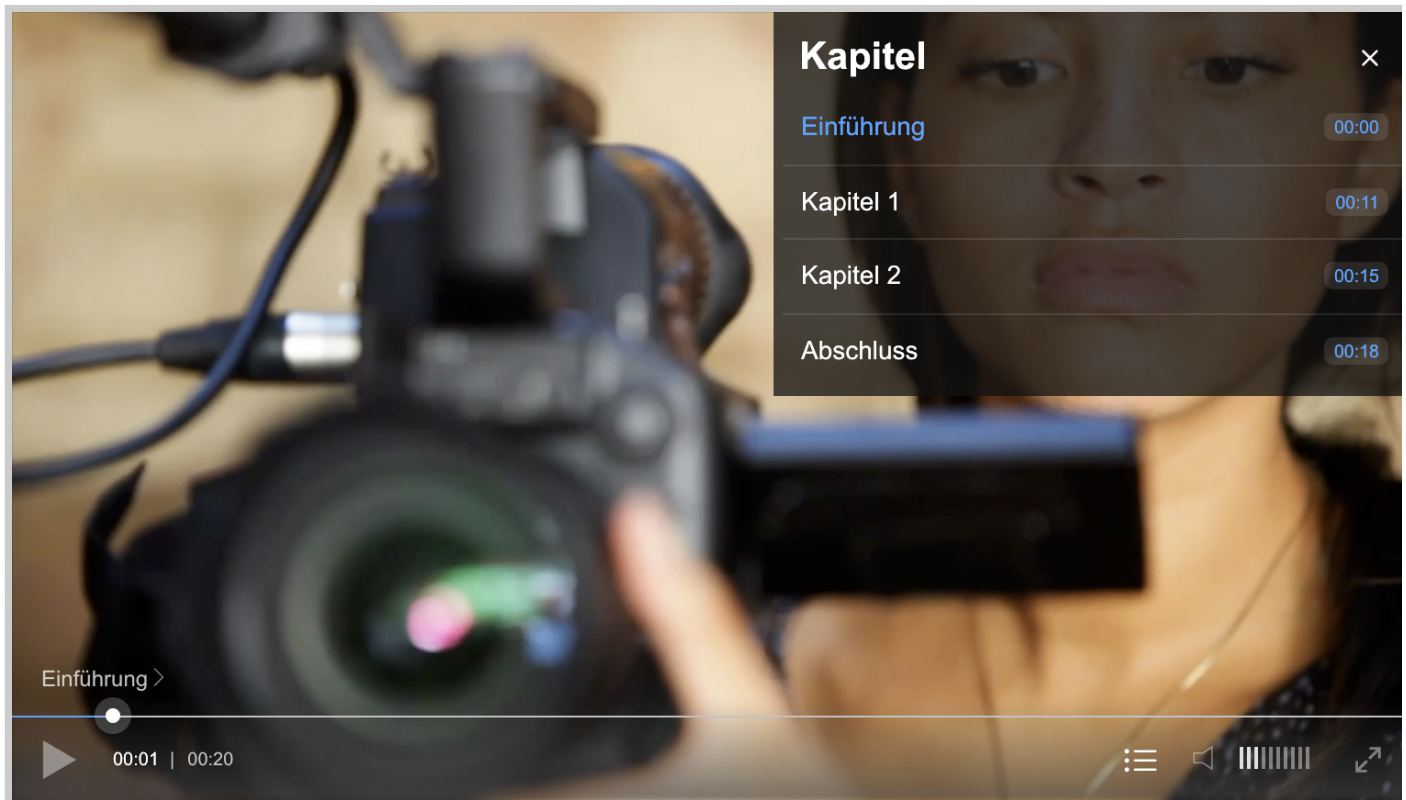 Kapitel
Einführung 00:00
Kapitel 1 00:11
Kapitel 2 00:15
Abschluss 00:18
Einführung
00:01 | 00:20